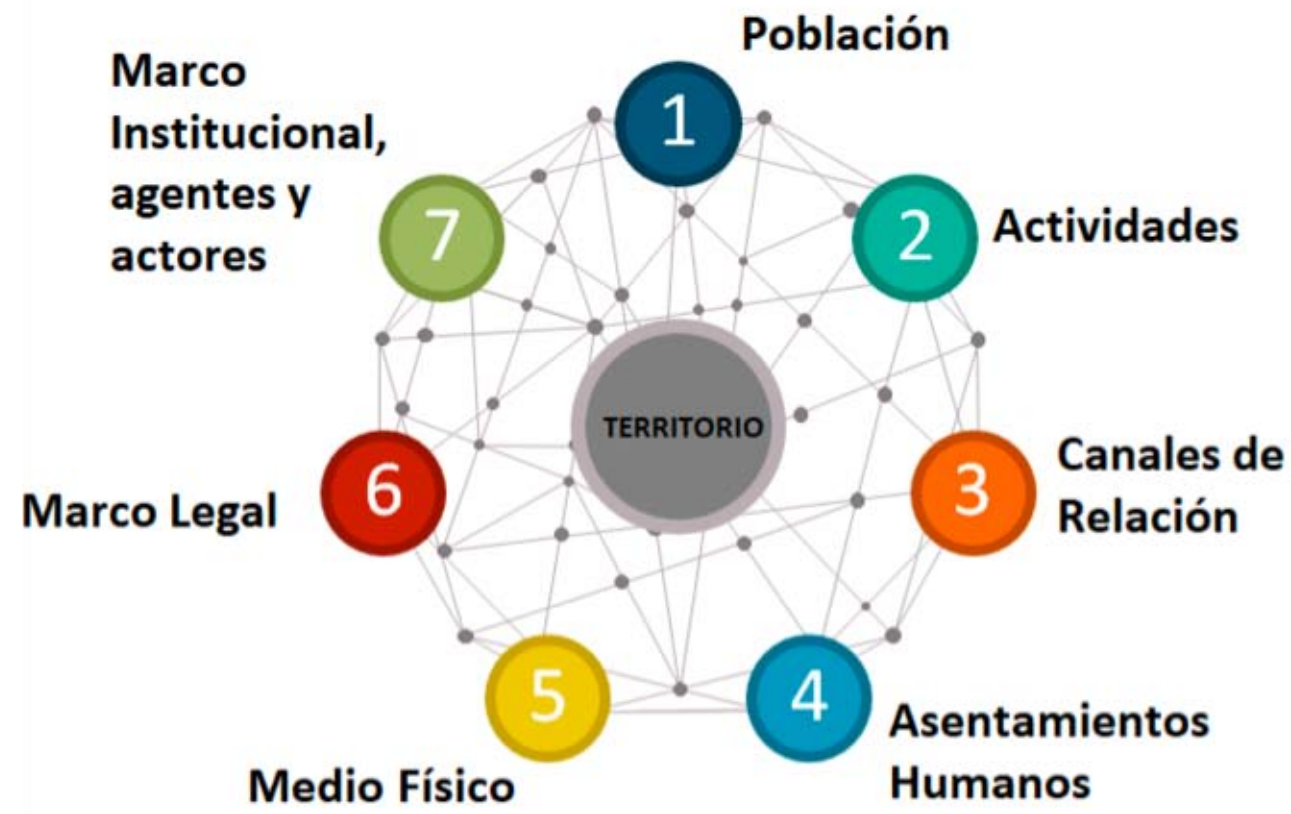 Población
1
Marco
Institucional,
agentes y
actores
7
2
Actividades
TERRITORIO
6
Marco Legal
3
Canales de
Relación
5
Medio Físico
4
Asentamientos
Humanos